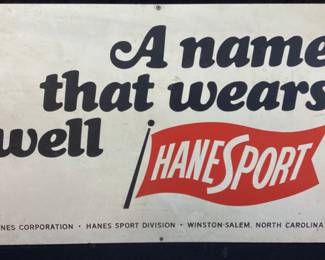 A name
that wears
well
HANESPORT
NES CORPORATION • HANES SPORT DIVISION • WINSTON-SALEM, NORTH CAROLINA